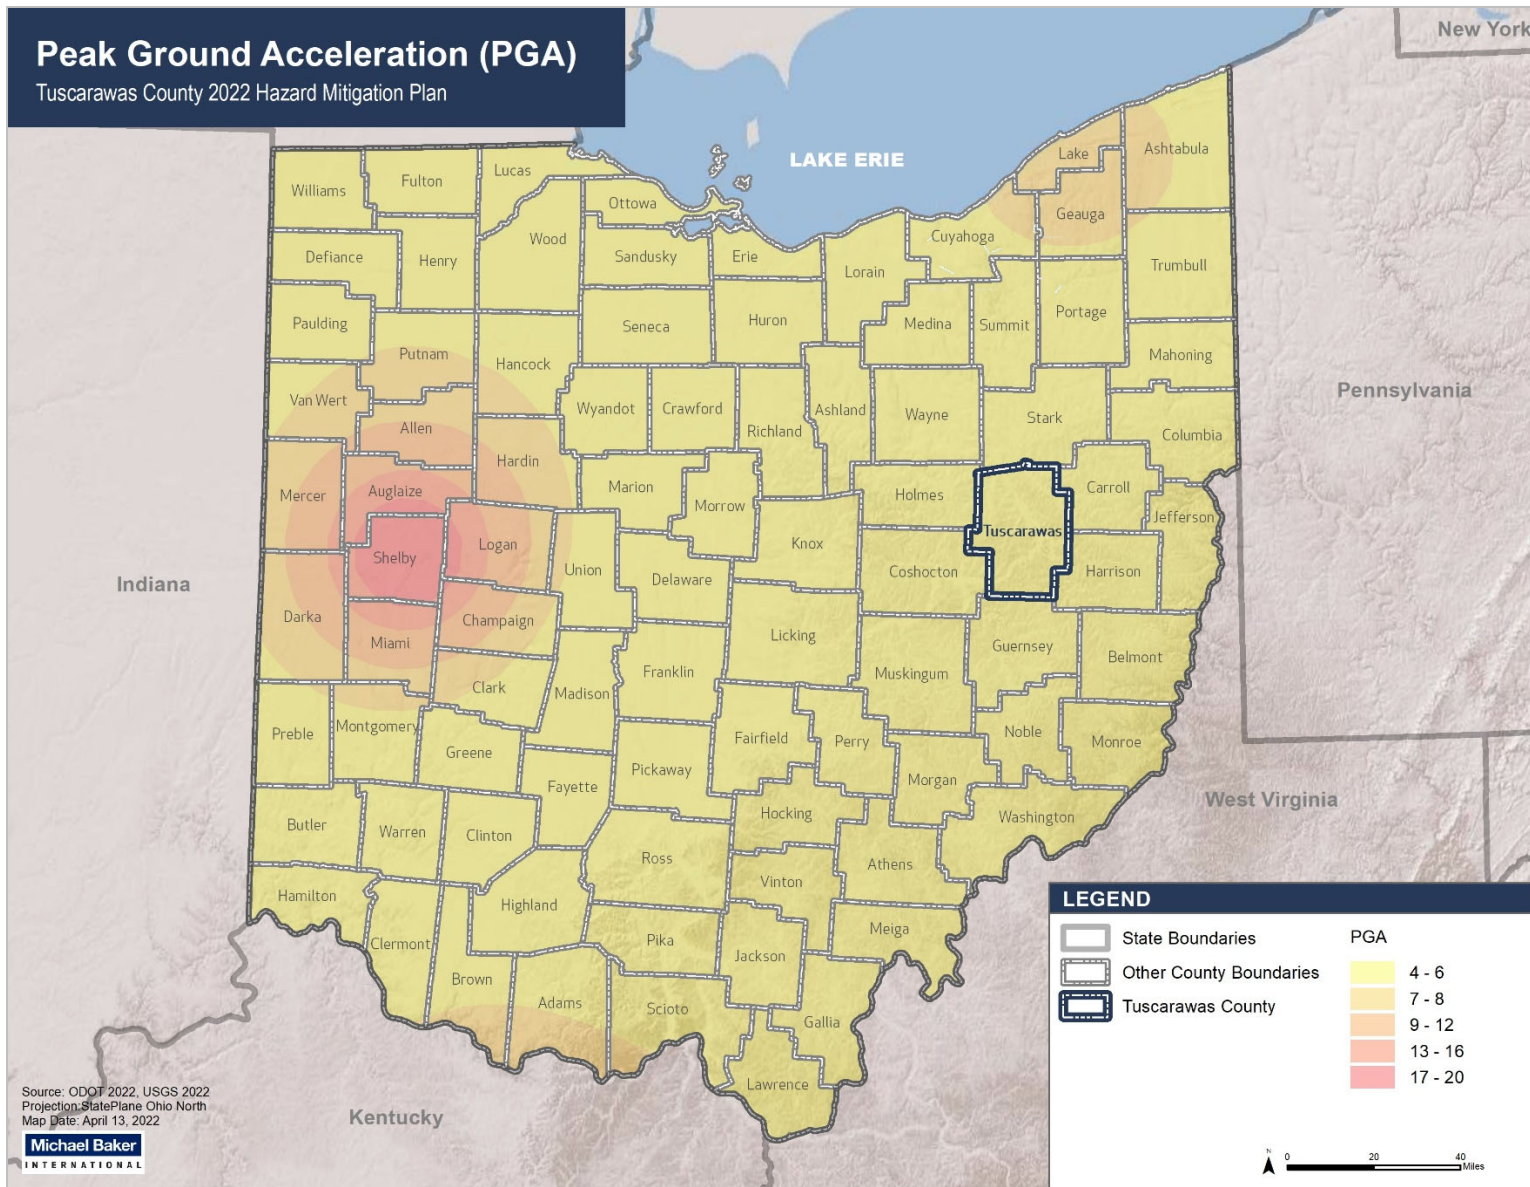 Peak Ground Acceleration (PGA)
Tuscarawas County 2022 Hazard Mitigation Plan
New York
LAKE ERIE
Williams
Fulton
Lucas
Ottowa
Wood
Defiance
Henry
Sandusky
Erie
Lorain
Cuyahoga
Lake
Geauga
Ashtabula
Trumbull
Paulding
Putnam
Hancock
Seneca
Huron
Medina
Summit
Portage
Mahoning
Pennsylvania
Van Wert
Allen
Hardin
Wyandot
Crawford
Richland
Ashland
Wayne
Stark
Columbia
Mercer
Auglaize
Shelby
Logan
Marion
Morrow
Knox
Holmes
Tuscarawas
Carroll
Jefferson
Indiana
Union
Delaware
Coshocton
Harrison
Darka
Miami
Champaign
Clark
Madison
Franklin
Licking
Muskingum
Guernsey
Belmont
Preble
Montgomery
Greene
Fayette
Pickaway
Fairfield
Perry
Morgan
Noble
Monroe
Butler
Warren
Clinton
Ross
Hocking
Vinton
Athens
Washington
West Virginia
Hamilton
Clermont
Highland
Pika
Jackson
Meiga
Brown
Adams
Scioto
Gallia
Lawrence
Kentucky
LEGEND
State Boundaries
Other County Boundaries
Tuscarawas County
PGA
4 - 6
7 - 8
9 - 12
13 - 16
17 - 20
Source: ODOT 2022, USGS 2022
Projection:StatePlane Ohio North
Map Date: April 13, 2022
Michael Baker
INTERNATIONAL
N
0 20 40
Miles